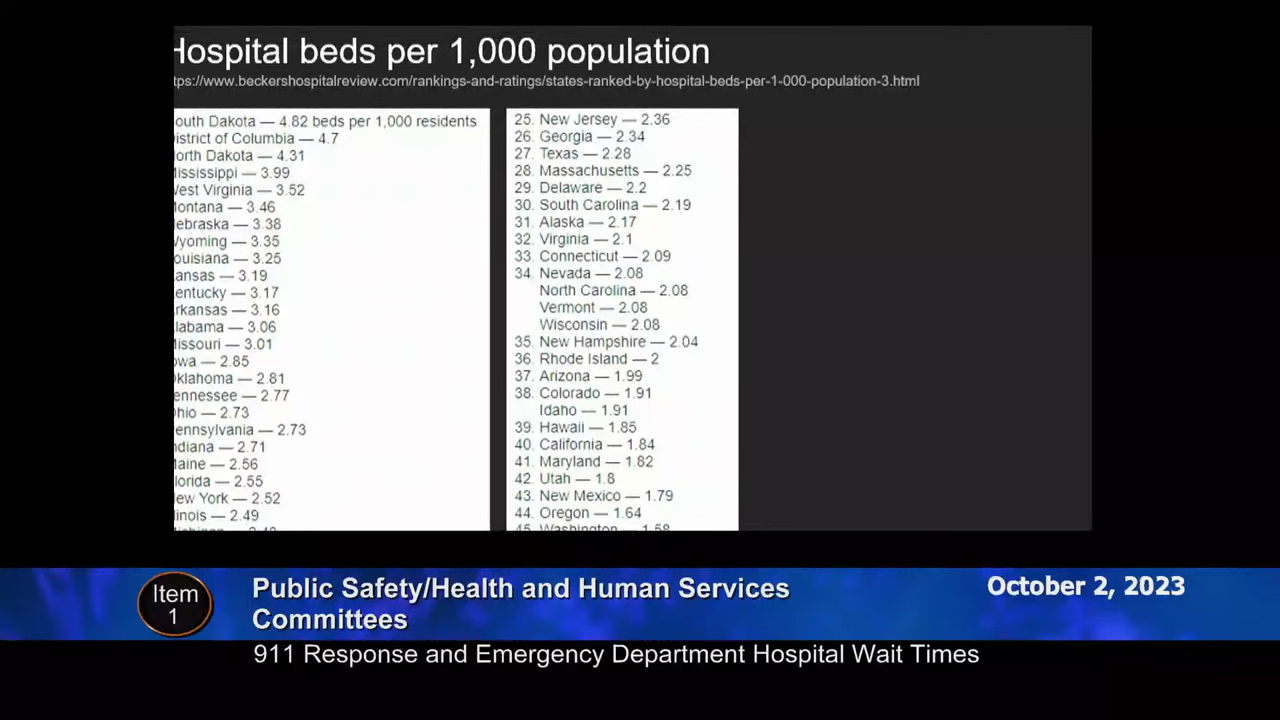 Hospital beds per 1,000 population
tps://www.beckershospitalreview.com/rankings-and-ratings/states-ranked-by-hospital-beds-per-1-000-population-3.html
outh Dakota — 4.82 beds per 1,000 residents
istrict of Columbia — 4.7
orth Dakota — 4.31
ississippi — 3.99
West Virginia — 3.52
ontana — 3.46
ebraska — 3.38
Wyoming — 3.35
ouisiana — 3.25
ansas — 3.19
entucky — 3.17
rkansas — 3.16
labama — 3.06
issouri — 3.01
owa — 2.85
klahoma — 2.81
ennessee — 2.77
hio — 2.73
ennsylvania — 2.73
ndiana — 2.71
aine — 2.56
lorida — 2.55
ew York — 2.52
linois — 2.49
25. New Jersey — 2.36
26. Georgia — 2.34
27. Texas — 2.28
28. Massachusetts — 2.25
29. Delaware — 2.2
30. South Carolina — 2.19
31. Alaska — 2.17
32. Virginia — 2.1
33. Connecticut — 2.09
34. Nevada — 2.08
North Carolina — 2.08
Vermont — 2.08
Wisconsin — 2.08
35. New Hampshire — 2.04
36. Rhode Island — 2
37. Arizona — 1.99
38. Colorado — 1.91
Idaho — 1.91
39. Hawaii — 1.85
40. California — 1.84
41. Maryland — 1.82
42. Utah — 1.8
43. New Mexico — 1.79
44. Oregon — 1.64
45. Washington — 1.58
Item
1
Public Safety/Health and Human Services
Committees
October 2, 2023
911 Response and Emergency Department Hospital Wait Times